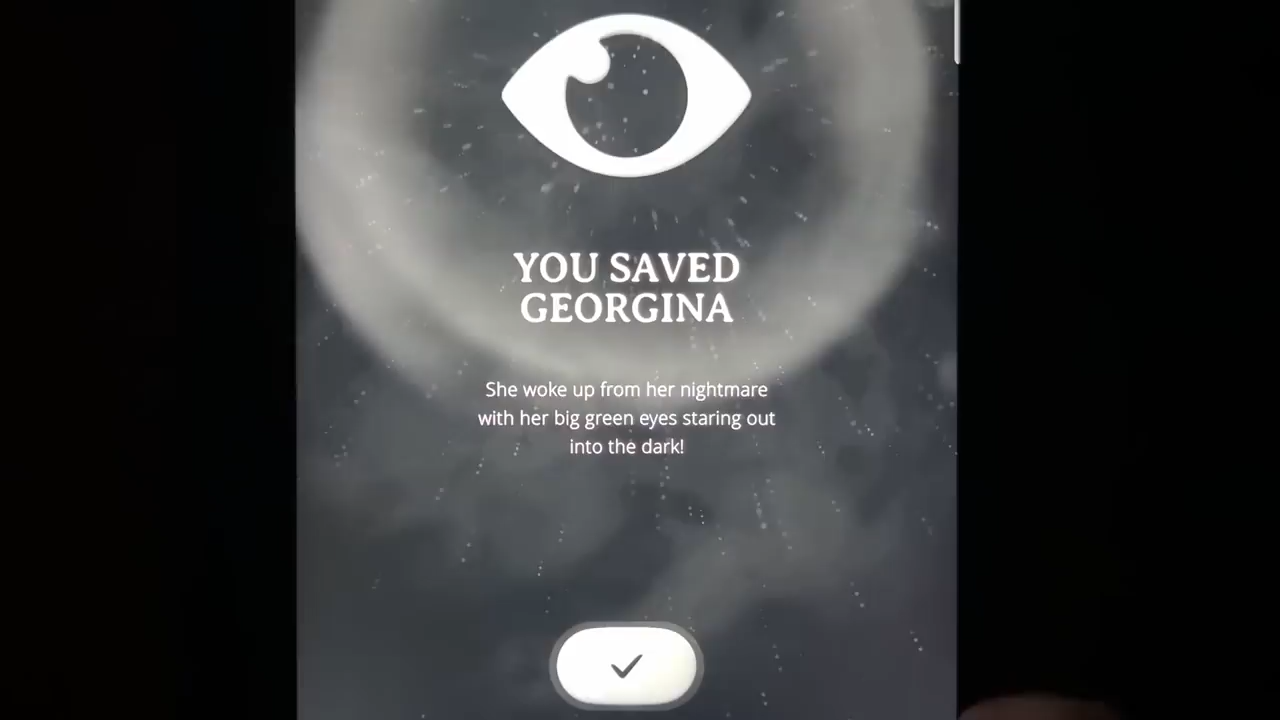 YOU SAVED
GEORGINA
She woke up from her nightmare
with her big green eyes staring out
into the dark!